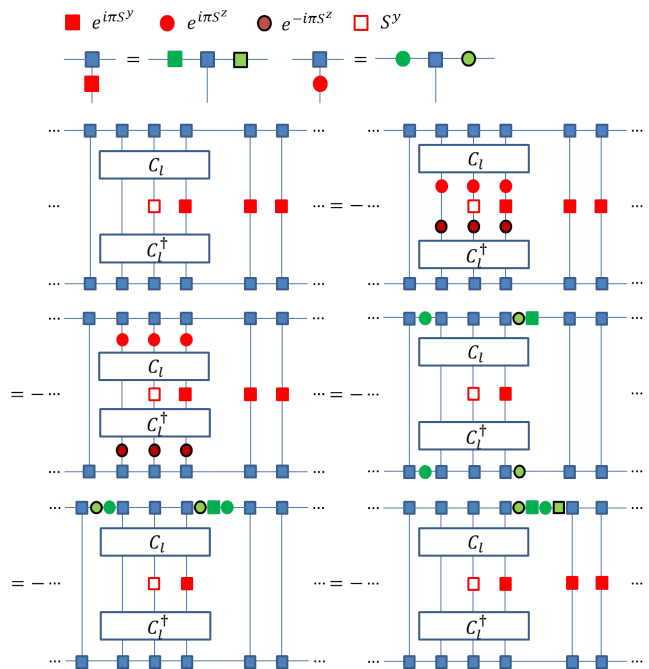 e^{iπS^y} e^{iπS^z} e^{-iπS^z} S^y
= =
... ... ... ...
C_l C_l
... ... = − ... ...
C_l^† C_l^†
... ... ... ...
... ... ... ...
C_l C_l
= − ... ... = − ... ...
C_l^† C_l^†
... ... ... ...
... ... ... ...
C_l C_l
= − ... ... = − ... ...
C_l^† C_l^†
... ... ... ...